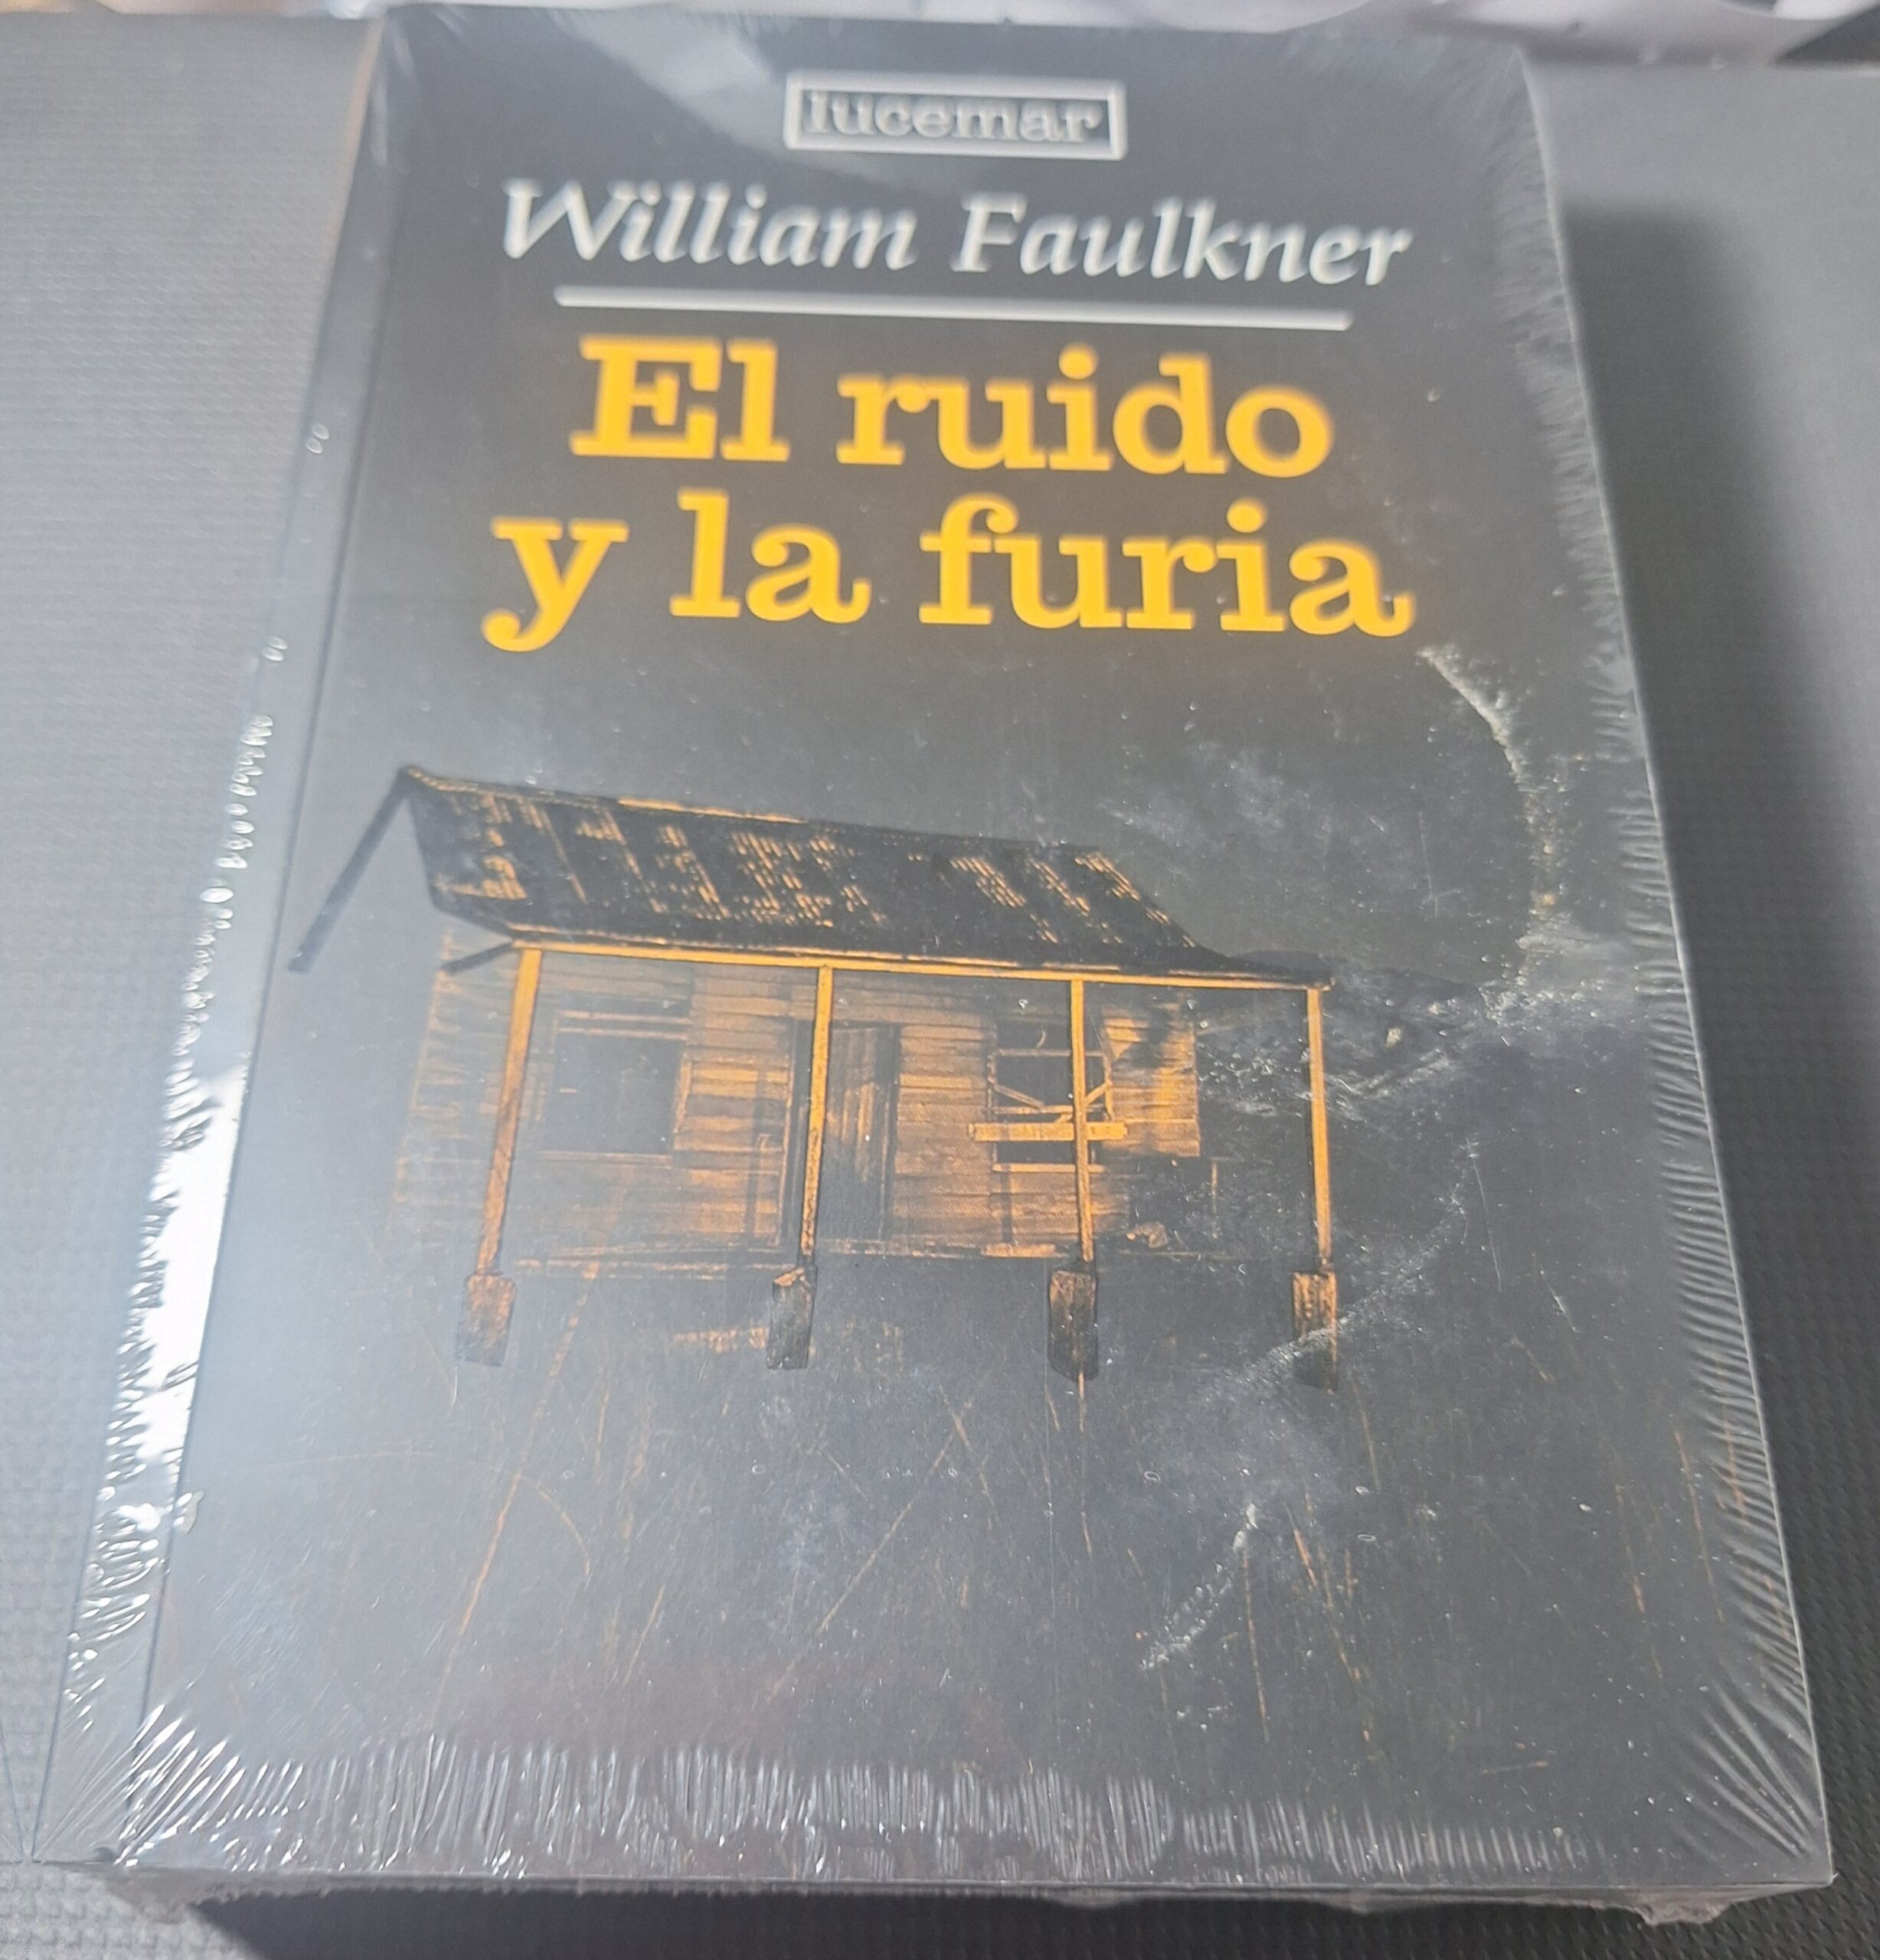 lucemar
William Faulkner
El ruido
y la furia